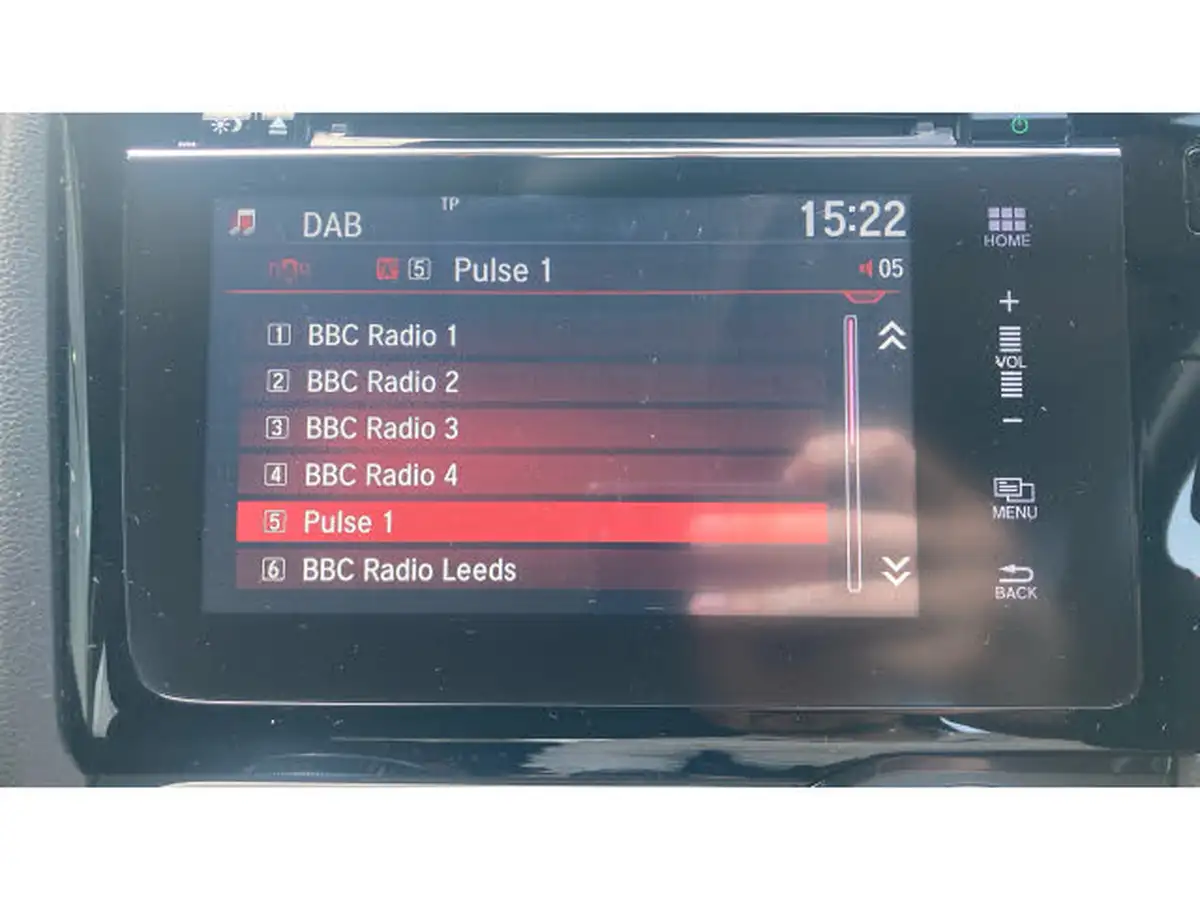 TP
DAB
15:22
HOME
5 Pulse 1
05
+
1 BBC Radio 1
VOL
2 BBC Radio 2
−
3 BBC Radio 3
4 BBC Radio 4
MENU
5 Pulse 1
6 BBC Radio Leeds
BACK